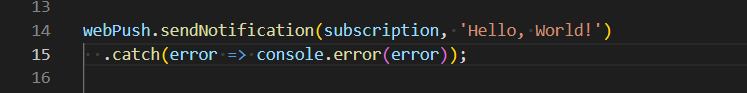 13
14 webPush.sendNotification(subscription, 'Hello, World!')
15   .catch(error => console.error(error));
16